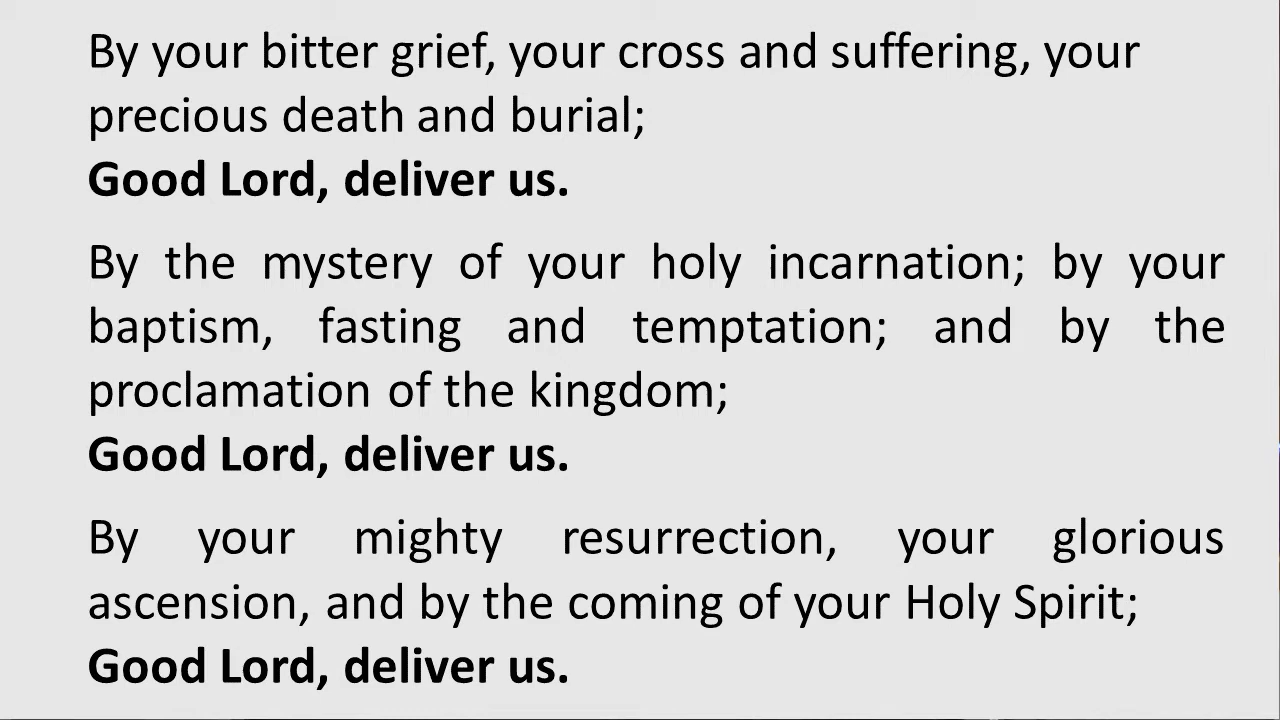 By your bitter grief, your cross and suffering, your
precious death and burial;
Good Lord, deliver us.
By the mystery of your holy incarnation; by your
baptism, fasting and temptation; and by the
proclamation of the kingdom;
Good Lord, deliver us.
By your mighty resurrection, your glorious
ascension, and by the coming of your Holy Spirit;
Good Lord, deliver us.